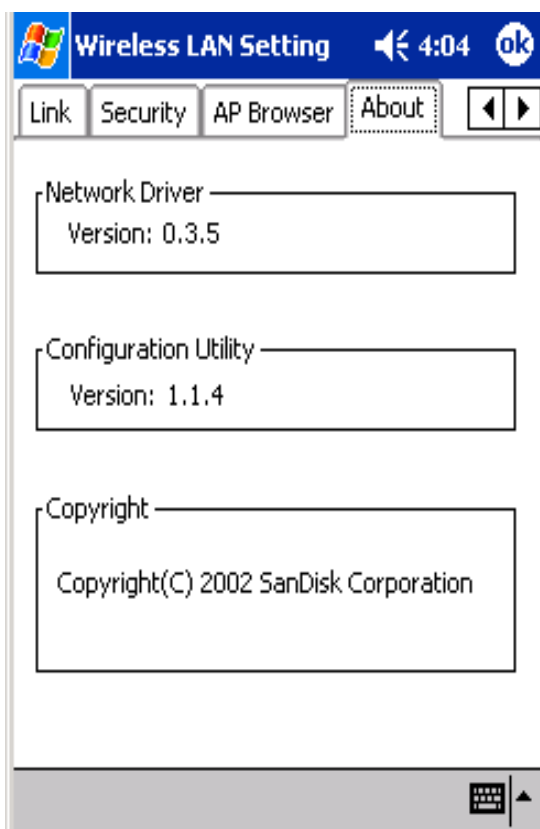 Wireless LAN Setting 4:04 ok
Link Security AP Browser About
Network Driver
Version: 0.3.5
Configuration Utility
Version: 1.1.4
Copyright
Copyright(C) 2002 SanDisk Corporation